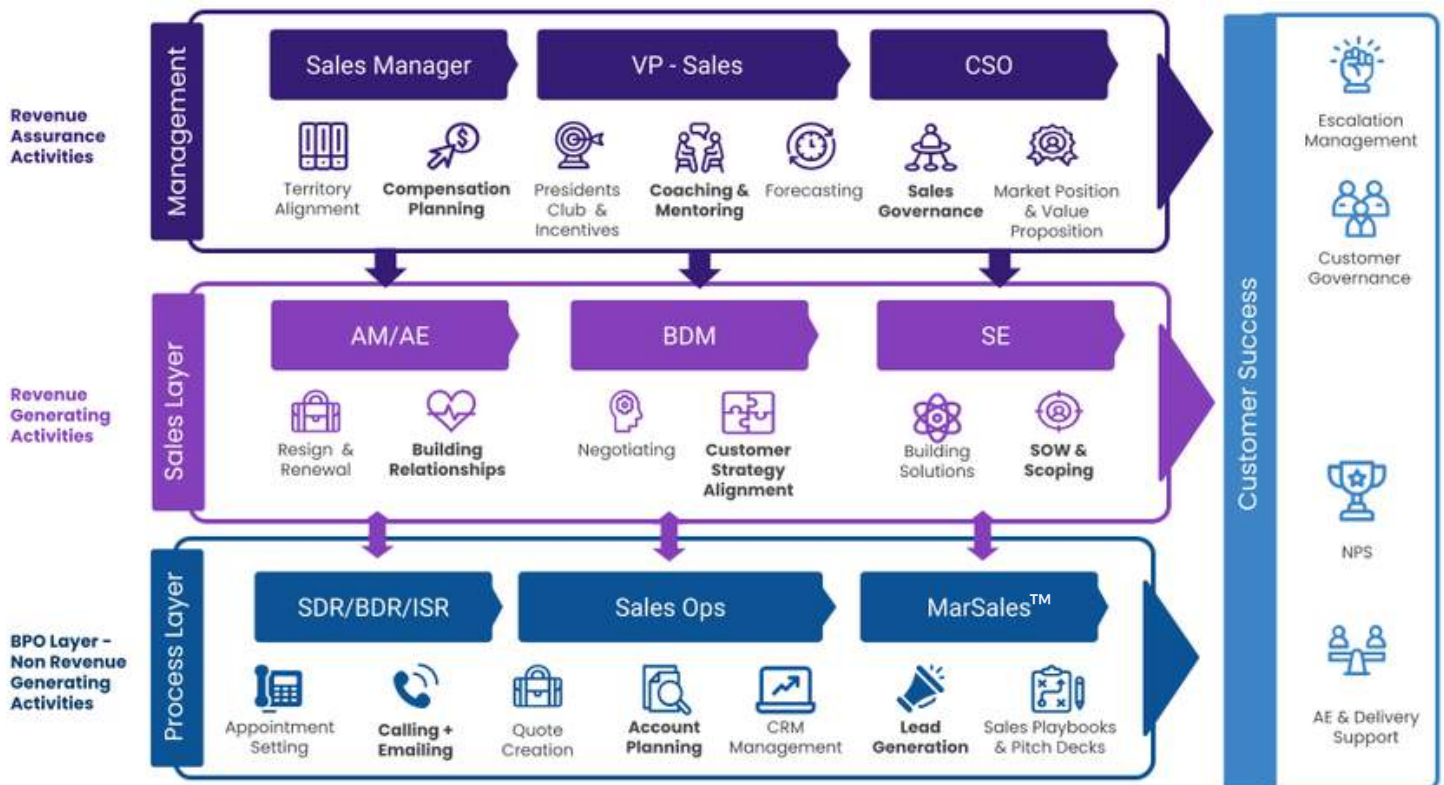 Revenue
Assurance
Activities
Management
Sales Manager
VP - Sales
CSO
Territory
Alignment
Compensation
Planning
Presidents
Club &
Incentives
Coaching &
Mentoring
Forecasting
Sales
Governance
Market Position
& Value
Proposition
Revenue
Generating
Activities
Sales Layer
AM/AE
BDM
SE
Resign &
Renewal
Building
Relationships
Negotiating
Customer
Strategy
Alignment
Building
Solutions
SOW &
Scoping
BPO Layer -
Non Revenue
Generating
Activities
Process Layer
SDR/BDR/ISR
Sales Ops
MarSales™
Appointment
Setting
Calling +
Emailing
Quote
Creation
Account
Planning
CRM
Management
Lead
Generation
Sales Playbooks
& Pitch Decks
Customer Success
Escalation
Management
Customer
Governance
NPS
AE & Delivery
Support